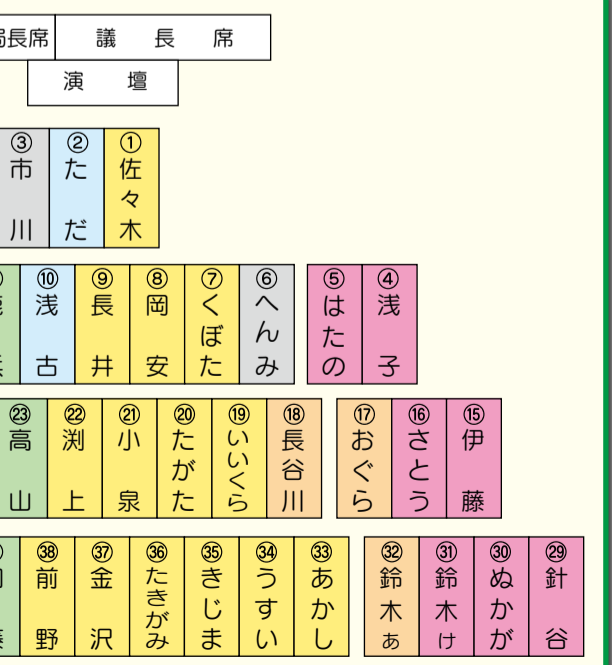 局長席 議長席
演壇
③市川 ②ただ ①佐々木
⑩浅古 ⑨長井 ⑧岡安 ⑦くぼた ⑥へんみ ⑤はたの ④浅子
㉓高山 ㉒渕上 ㉑小泉 ⑳たがた ⑲いいくら ⑱長谷川 ⑰おぐら ⑯さとう ⑮伊藤
㊳前野 ㊲金沢 ㊱たきがみ ㉟きじま ㉞うすい ㉝あかし ㉜鈴木あ ㉛鈴木け ㉚ぬかが ㉙針谷